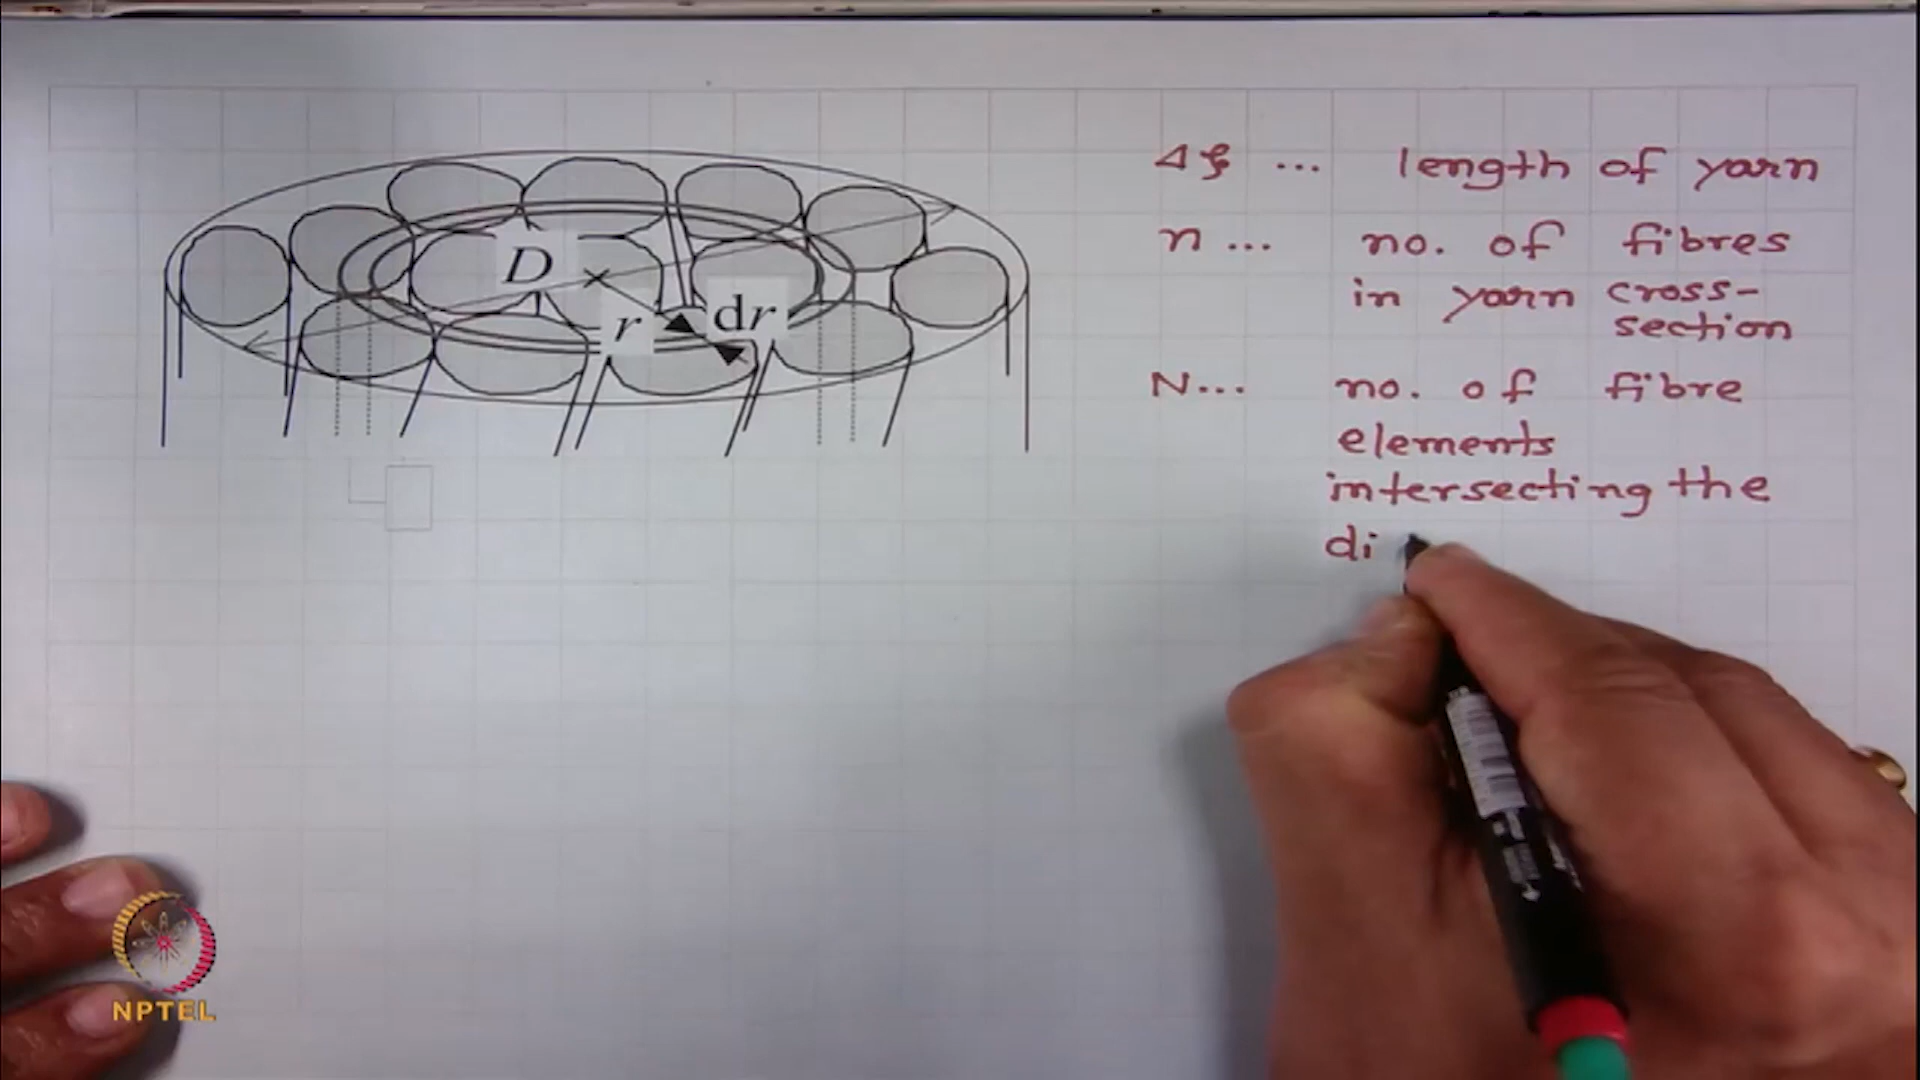 D
r
dr
Δξ ... length of yarn
n ... no. of fibres
in yarn cross-
section
N... no. of fibre
elements
intersecting the
di
NPTEL